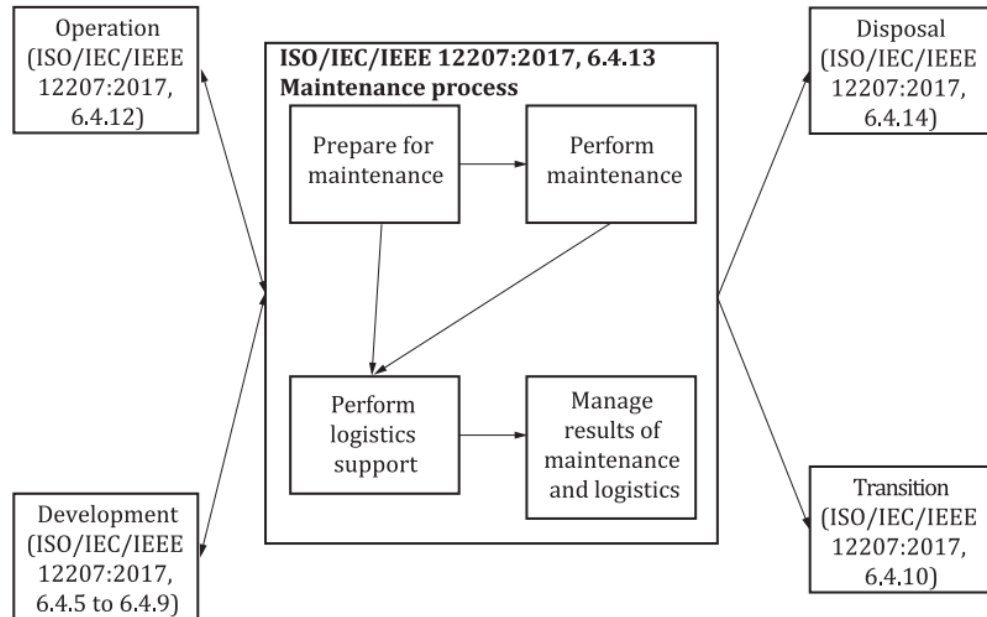 Operation
(ISO/IEC/IEEE
12207:2017,
6.4.12)
ISO/IEC/IEEE 12207:2017, 6.4.13
Maintenance process
Disposal
(ISO/IEC/IEEE
12207:2017,
6.4.14)
Prepare for
maintenance
Perform
maintenance
Perform
logistics
support
Manage
results of
maintenance
and logistics
Development
(ISO/IEC/IEEE
12207:2017,
6.4.5 to 6.4.9)
Transition
(ISO/IEC/IEEE
12207:2017,
6.4.10)